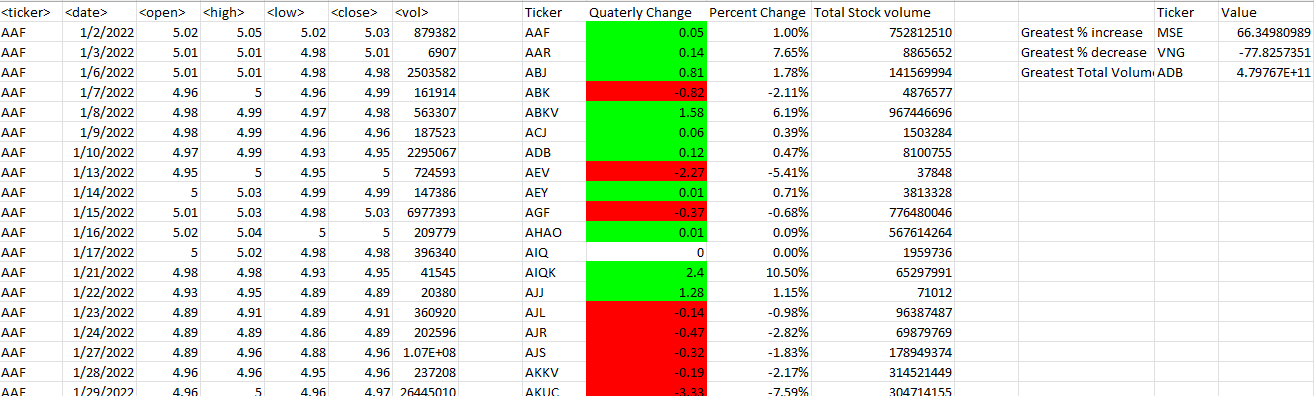 <ticker> <date> <open> <high> <low> <close> <vol> Ticker Quaterly Change Percent Change Total Stock volume Ticker Value
AAF 1/2/2022 5.02 5.05 5.02 5.03 879382 AAF 0.05 1.00% 752812510 Greatest % increase MSE 66.34980989
AAF 1/3/2022 5.01 5.01 4.98 5.01 6907 AAR 0.14 7.65% 8865652 Greatest % decrease VNG -77.8257351
AAF 1/6/2022 5.01 5.01 4.98 4.98 2503582 ABJ 0.81 1.78% 141569994 Greatest Total Volum ADB 4.79767E+11
AAF 1/7/2022 4.96 5 4.96 4.99 161914 ABK -0.82 -2.11% 4876577
AAF 1/8/2022 4.98 4.99 4.97 4.98 563307 ABKV 1.58 6.19% 967446696
AAF 1/9/2022 4.98 4.99 4.96 4.96 187523 ACJ 0.06 0.39% 1503284
AAF 1/10/2022 4.97 4.99 4.93 4.95 2295067 ADB 0.12 0.47% 8100755
AAF 1/13/2022 4.95 5 4.95 5 724593 AEV -2.27 -5.41% 37848
AAF 1/14/2022 5 5.03 4.99 4.99 147386 AEY 0.01 0.71% 3813328
AAF 1/15/2022 5.01 5.03 4.98 5.03 6977393 AGF -0.37 -0.68% 776480046
AAF 1/16/2022 5.02 5.04 5 5 209779 AHAO 0.01 0.09% 567614264
AAF 1/17/2022 5 5.02 4.98 4.98 396340 AIQ 0 0.00% 1959736
AAF 1/21/2022 4.98 4.98 4.93 4.95 41545 AIQK 2.4 10.50% 65297991
AAF 1/22/2022 4.93 4.95 4.89 4.89 20380 AJJ 1.28 1.15% 71012
AAF 1/23/2022 4.89 4.91 4.89 4.91 360920 AJL -0.14 -0.98% 96387487
AAF 1/24/2022 4.89 4.89 4.86 4.89 202596 AJR -0.47 -2.82% 69879769
AAF 1/27/2022 4.89 4.96 4.88 4.96 1.07E+08 AJS -0.32 -1.83% 178949374
AAF 1/28/2022 4.96 4.96 4.95 4.96 237208 AKKV -0.19 -2.17% 314521449
AAF 1/29/2022 4.96 5 4.96 4.97 26445010 AKUC -3.33 -7.59% 304714155